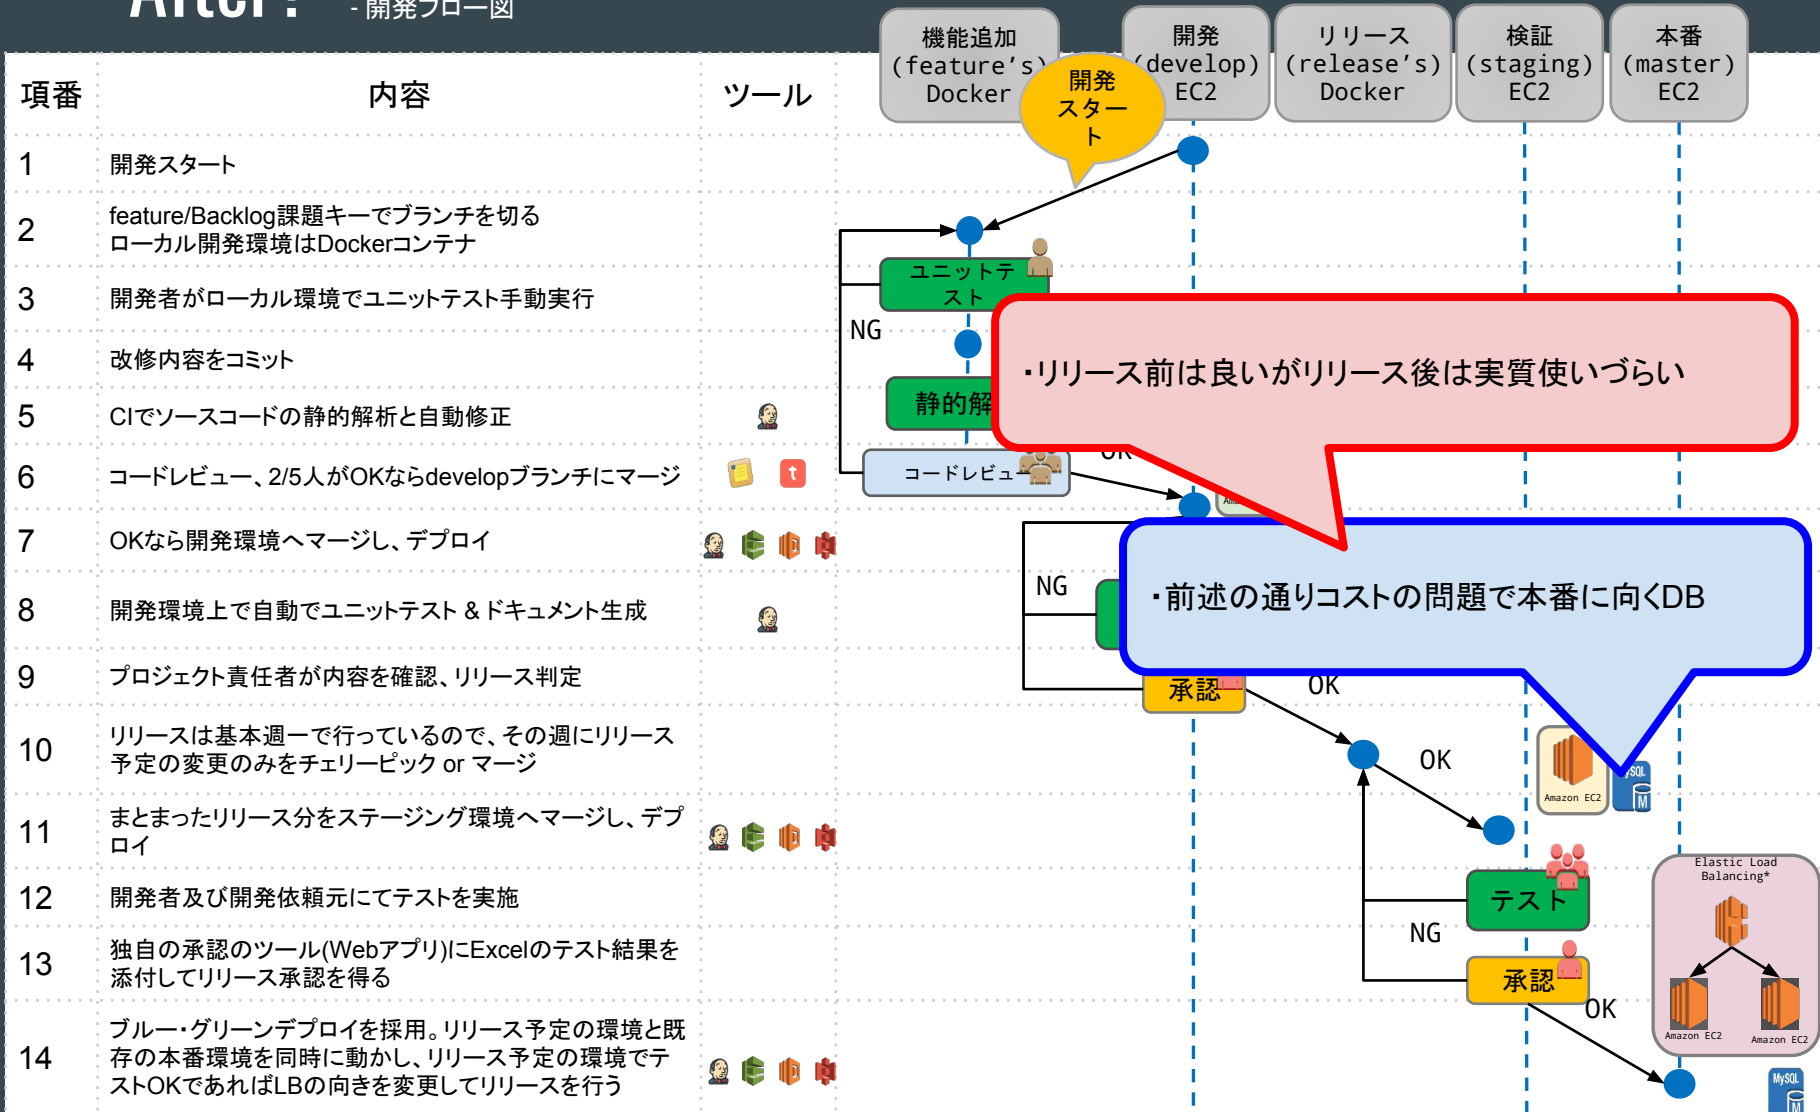 After?
- 開発フロー図
機能追加
(feature's)
Docker
開発
(develop)
EC2
リリース
(release's)
Docker
検証
(staging)
EC2
本番
(master)
EC2
開発
スター
ト
項番
内容
ツール
1
開発スタート
2
feature/Backlog課題キーでブランチを切る
ローカル開発環境はDockerコンテナ
3
開発者がローカル環境でユニットテスト手動実行
4
改修内容をコミット
5
CIでソースコードの静的解析と自動修正
6
コードレビュー、2/5人がOKならdevelopブランチにマージ
t
7
OKなら開発環境へマージし、デプロイ
8
開発環境上で自動でユニットテスト & ドキュメント生成
9
プロジェクト責任者が内容を確認、リリース判定
10
リリースは基本週一で行っているので、その週にリリース
予定の変更のみをチェリーピック or マージ
11
まとまったリリース分をステージング環境へマージし、デプ
ロイ
12
開発者及び開発依頼元にてテストを実施
13
独自の承認のツール(Webアプリ)にExcelのテスト結果を
添付してリリース承認を得る
14
ブルー・グリーンデプロイを採用。リリース予定の環境と既
存の本番環境を同時に動かし、リリース予定の環境でテ
ストOKであればLBの向きを変更してリリースを行う
ユニットテ
スト
NG
静的解
コードレビュー
OK
・リリース前は良いがリリース後は実質使いづらい
NG
・前述の通りコストの問題で本番に向くDB
承認
OK
OK
Amazon EC2
テスト
NG
承認
OK
Elastic Load
Balancing*
Amazon EC2
Amazon EC2
MySQL
M